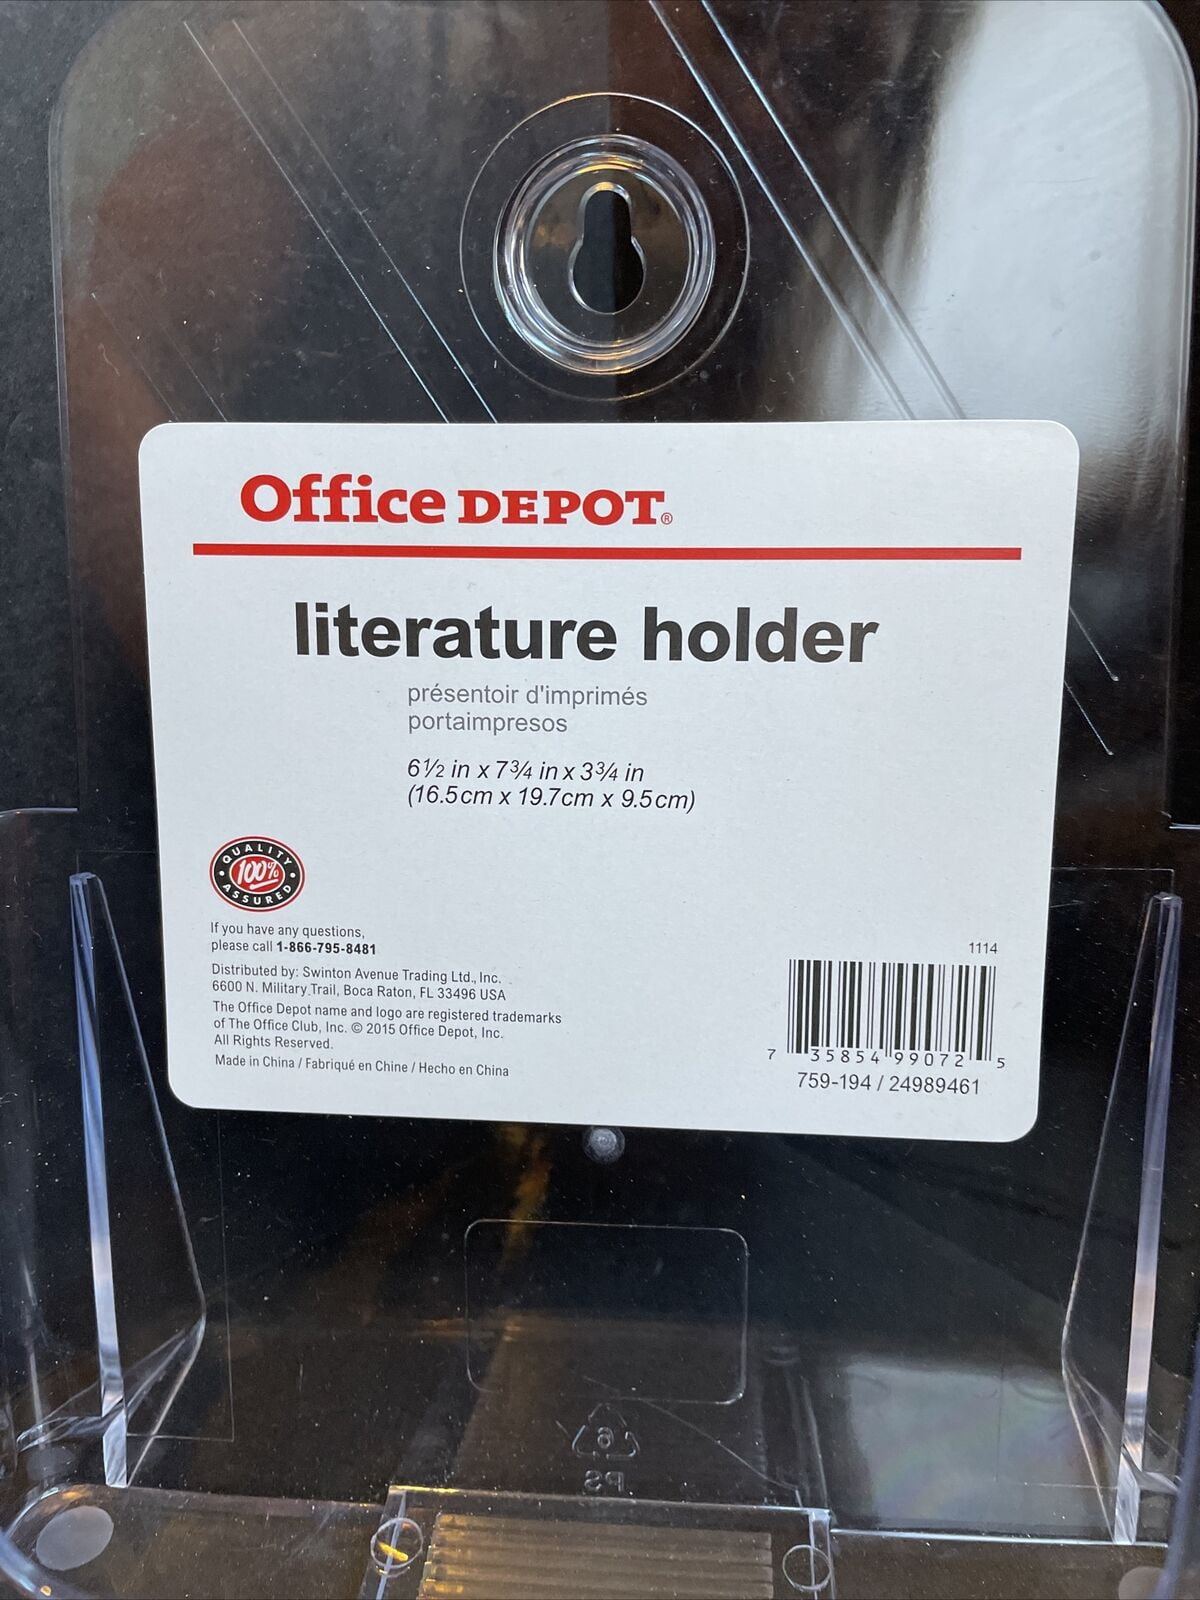 Office DEPOT®
literature holder
présentoir d'imprimés
portaimpresos
6½ in x 7¾ in x 3¾ in
(16.5cm x 19.7cm x 9.5cm)
QUALITY
100%
ASSURED
If you have any questions,
please call 1-866-795-8481
Distributed by: Swinton Avenue Trading Ltd., Inc.
6600 N. Military Trail, Boca Raton, FL 33496 USA
The Office Depot name and logo are registered trademarks
of The Office Club, Inc. © 2015 Office Depot, Inc.
All Rights Reserved.
Made in China / Fabriqué en Chine / Hecho en China
1114
7 35854 99072 5
759-194 / 24989461
6
PS